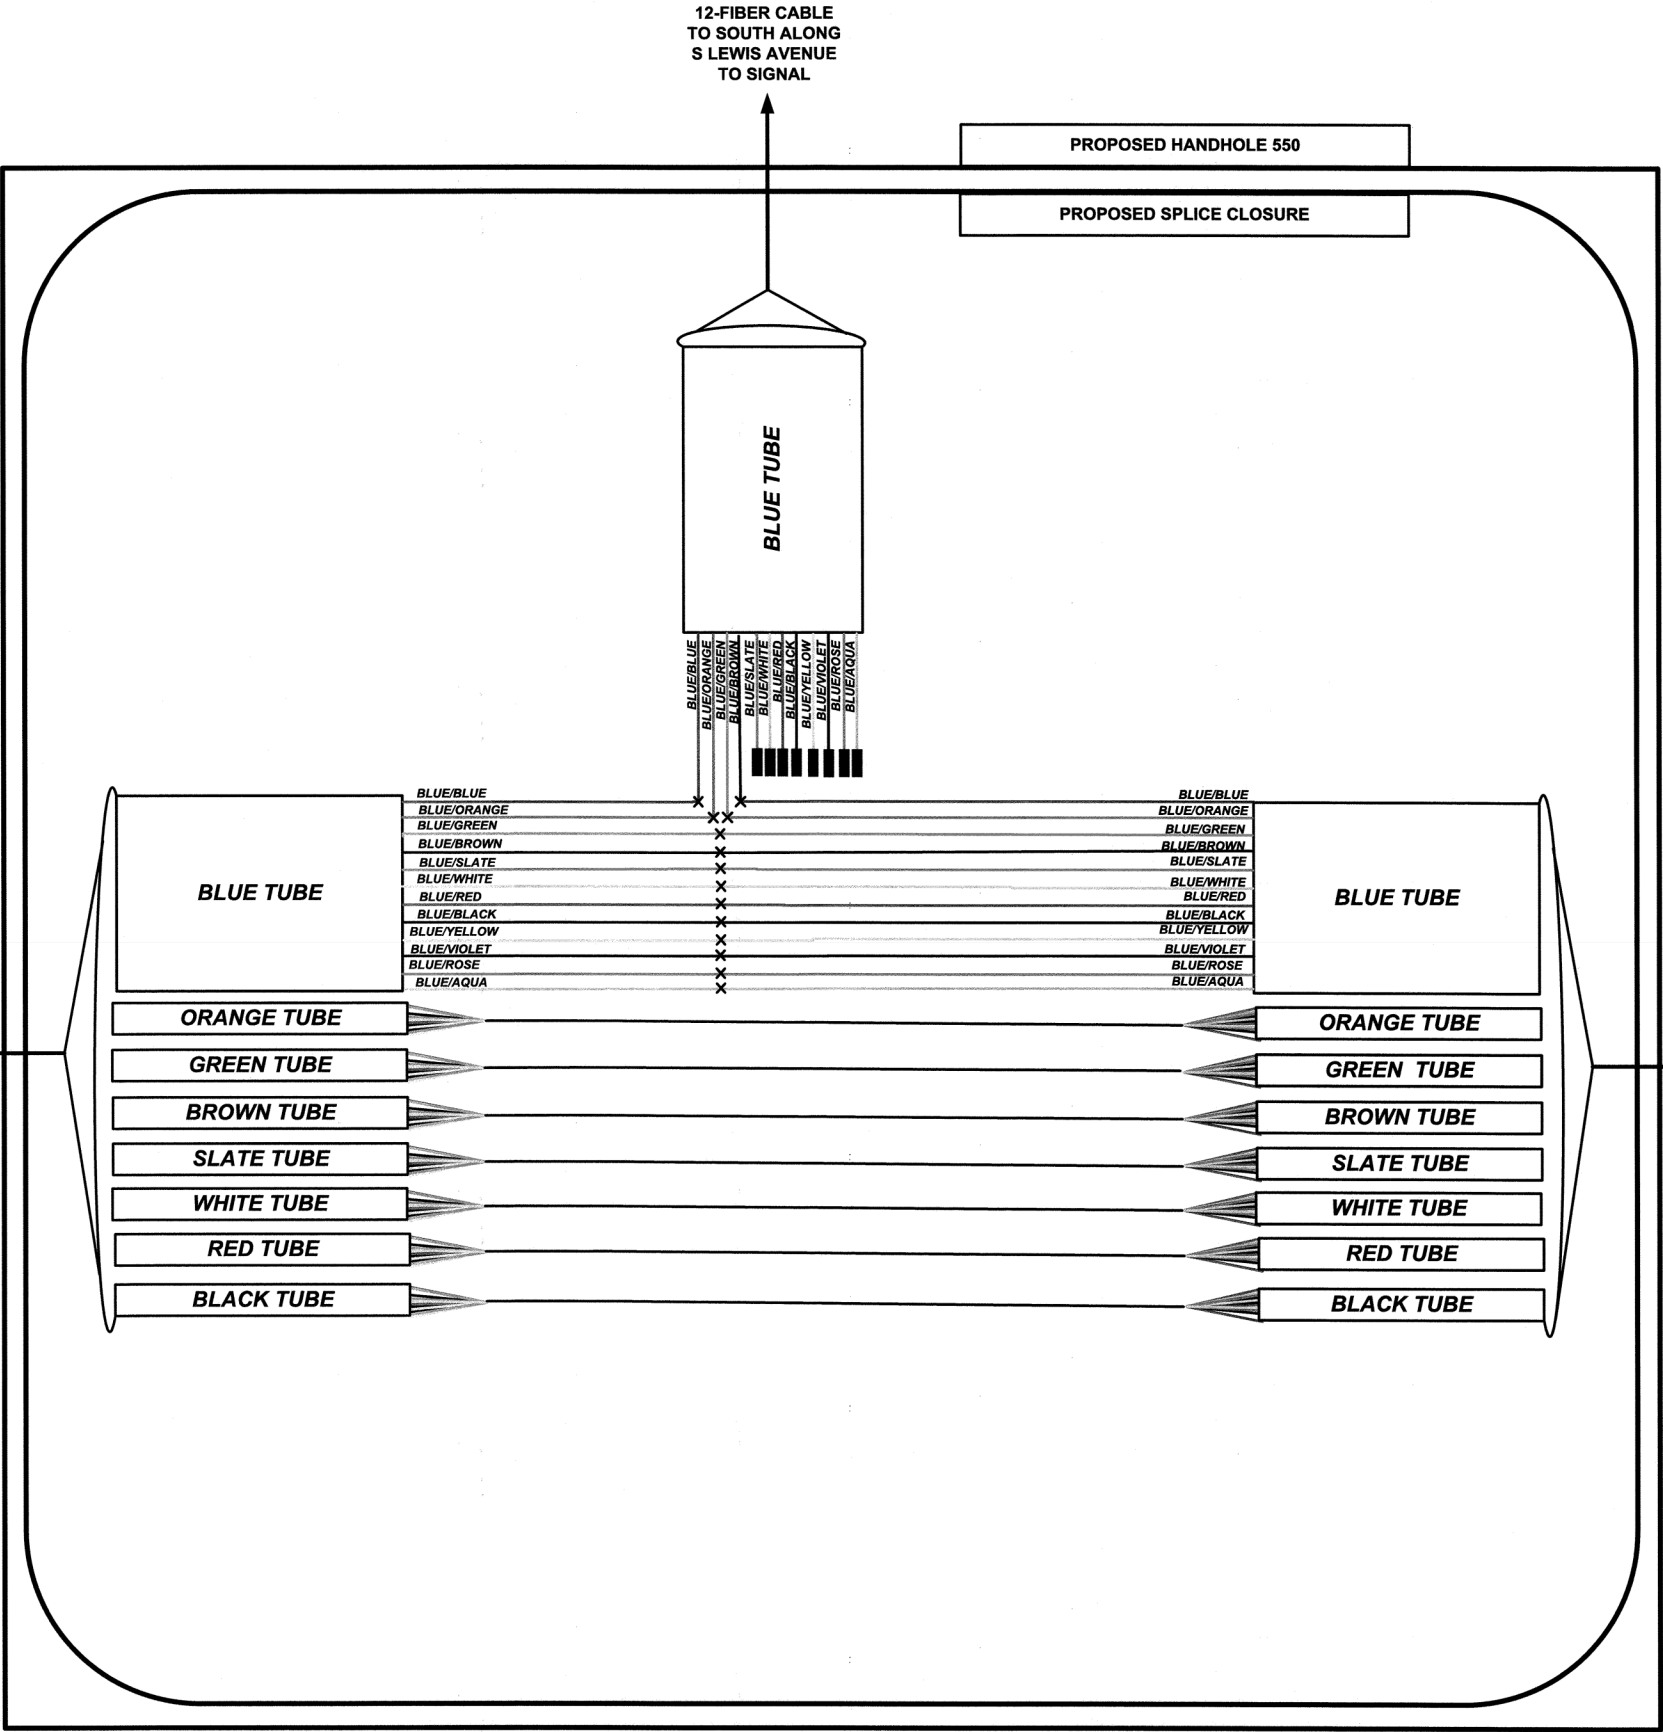 12-FIBER CABLE
TO SOUTH ALONG
S LEWIS AVENUE
TO SIGNAL
PROPOSED HANDHOLE 550
PROPOSED SPLICE CLOSURE
BLUE TUBE
BLUE/BLUE
BLUE/ORANGE
BLUE/GREEN
BLUE/BROWN
BLUE/SLATE
BLUE/WHITE
BLUE/RED
BLUE/BLACK
BLUE/YELLOW
BLUE/VIOLET
BLUE/ROSE
BLUE/AQUA
BLUE TUBE
BLUE/BLUE
BLUE/ORANGE
BLUE/GREEN
BLUE/BROWN
BLUE/SLATE
BLUE/WHITE
BLUE/RED
BLUE/BLACK
BLUE/YELLOW
BLUE/VIOLET
BLUE/ROSE
BLUE/AQUA
BLUE/BLUE
BLUE/ORANGE
BLUE/GREEN
BLUE/BROWN
BLUE/SLATE
BLUE/WHITE
BLUE/RED
BLUE/BLACK
BLUE/YELLOW
BLUE/VIOLET
BLUE/ROSE
BLUE/AQUA
BLUE TUBE
ORANGE TUBE
GREEN TUBE
BROWN TUBE
SLATE TUBE
WHITE TUBE
RED TUBE
BLACK TUBE
ORANGE TUBE
GREEN TUBE
BROWN TUBE
SLATE TUBE
WHITE TUBE
RED TUBE
BLACK TUBE